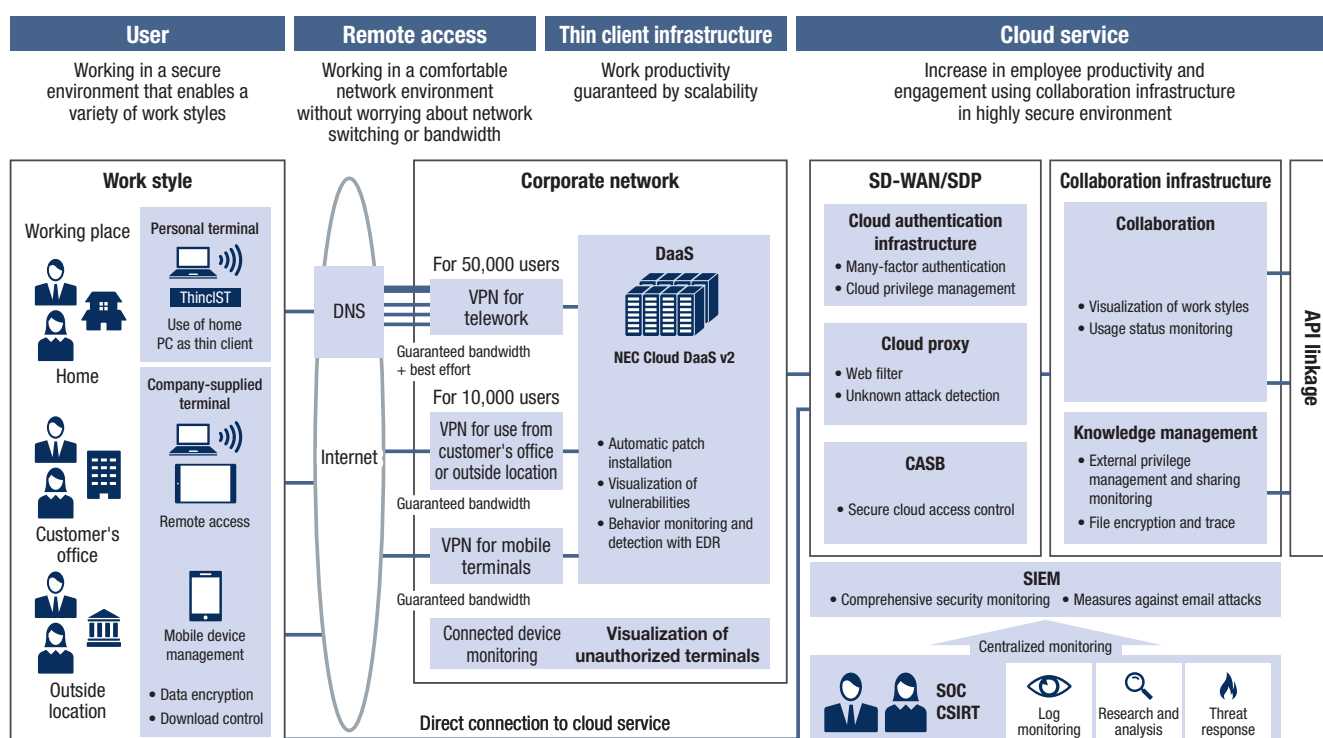 User
Remote access
Thin client infrastructure
Cloud service
Working in a secure
environment that enables a
variety of work styles
Working in a comfortable
network environment
without worrying about network
switching or bandwidth
Work productivity
guaranteed by scalability
Increase in employee productivity and
engagement using collaboration infrastructure
in highly secure environment
Work style
Working place
Home
Customer's
office
Outside
location
Personal terminal
ThincIST
Use of home
PC as thin client
Company-supplied
terminal
Remote access
Mobile device
management
• Data encryption
• Download control
DNS
Internet
Corporate network
For 50,000 users
VPN for
telework
Guaranteed bandwidth
+ best effort
For 10,000 users
VPN for use from
customer's office
or outside location
Guaranteed bandwidth
VPN for mobile
terminals
Guaranteed bandwidth
DaaS
NEC Cloud DaaS v2
• Automatic patch
installation
• Visualization of
vulnerabilities
• Behavior monitoring and
detection with EDR
Connected device
monitoring
Visualization of
unauthorized terminals
Direct connection to cloud service
SD-WAN/SDP
Cloud authentication
infrastructure
• Many-factor authentication
• Cloud privilege management
Cloud proxy
• Web filter
• Unknown attack detection
CASB
• Secure cloud access control
Collaboration infrastructure
Collaboration
• Visualization of work styles
• Usage status monitoring
Knowledge management
• External privilege
management and sharing
monitoring
• File encryption and trace
API linkage
SIEM
• Comprehensive security monitoring • Measures against email attacks
Centralized monitoring
SOC
CSIRT
Log
monitoring
Research and
analysis
Threat
response